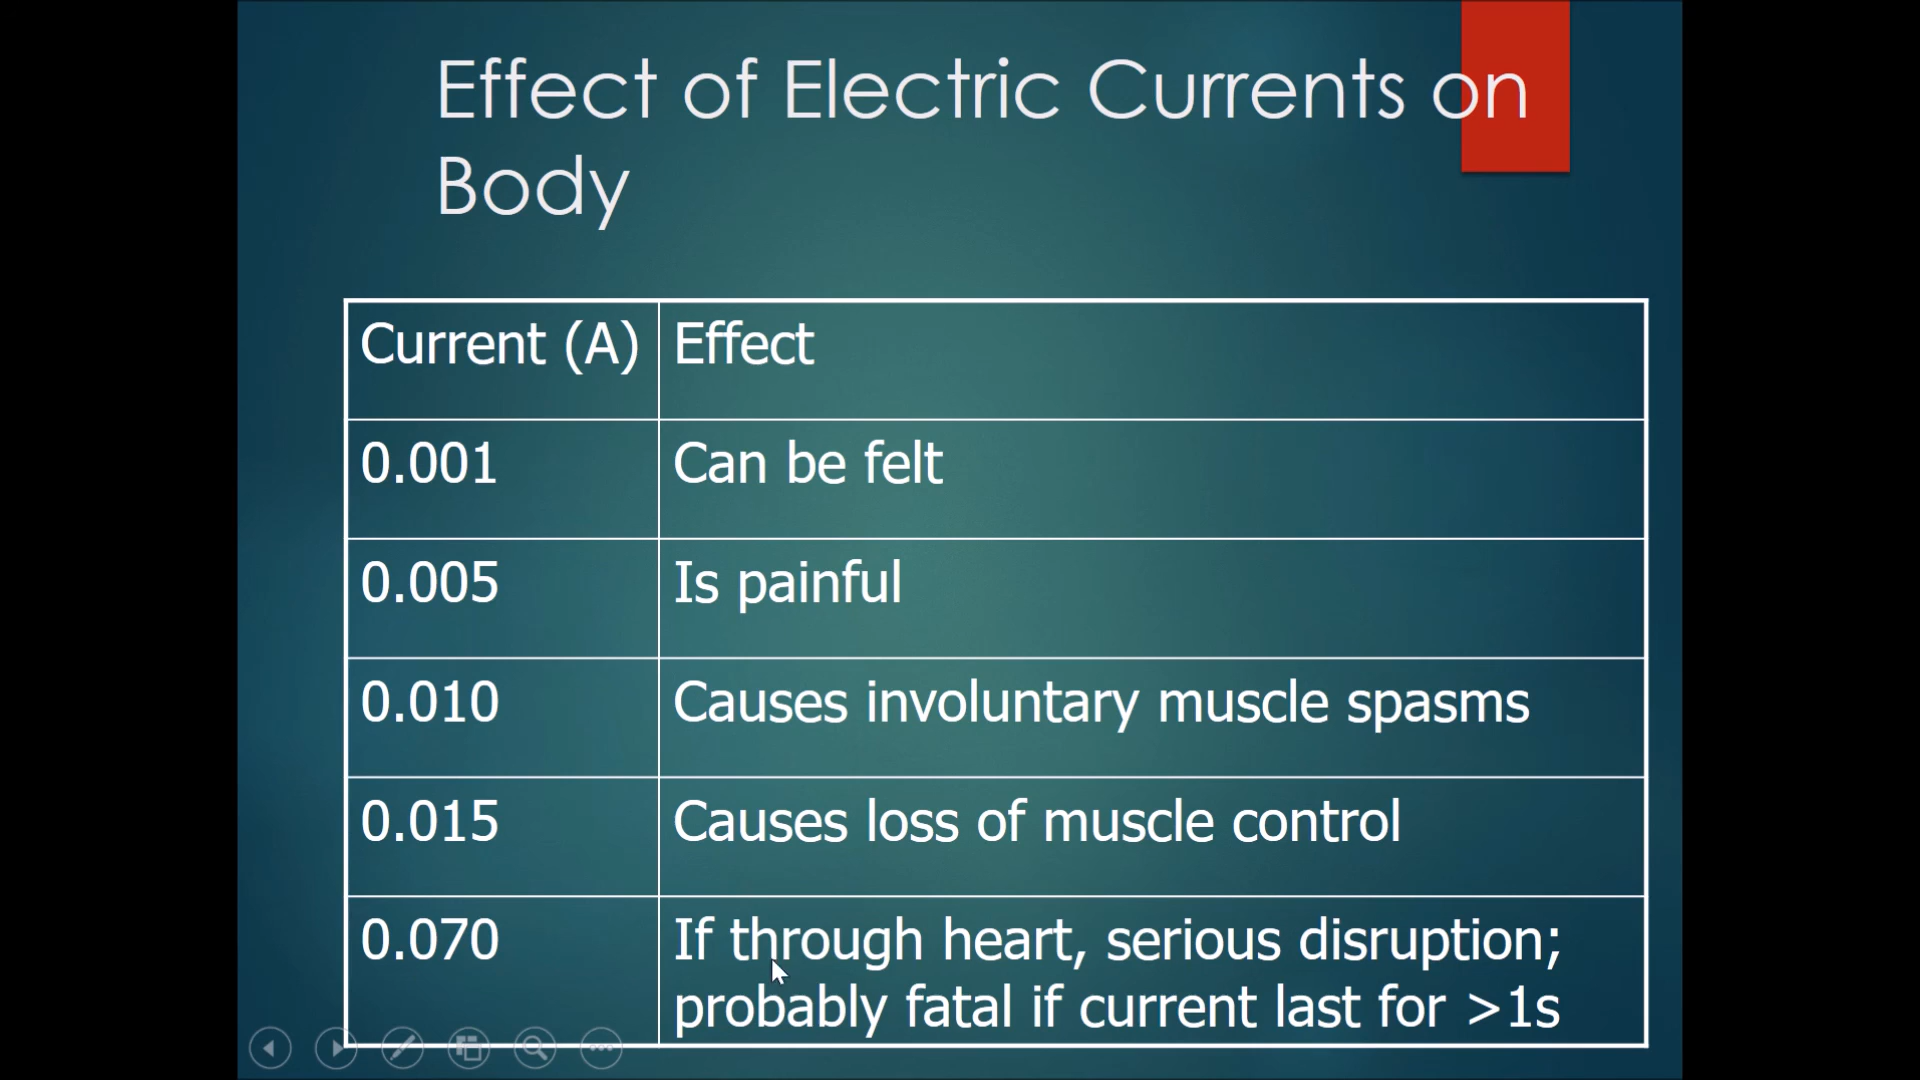 Effect of Electric Currents on
Body
Current (A) Effect
0.001 Can be felt
0.005 Is painful
0.010 Causes involuntary muscle spasms
0.015 Causes loss of muscle control
0.070 If through heart, serious disruption;
probably fatal if current last for >1s